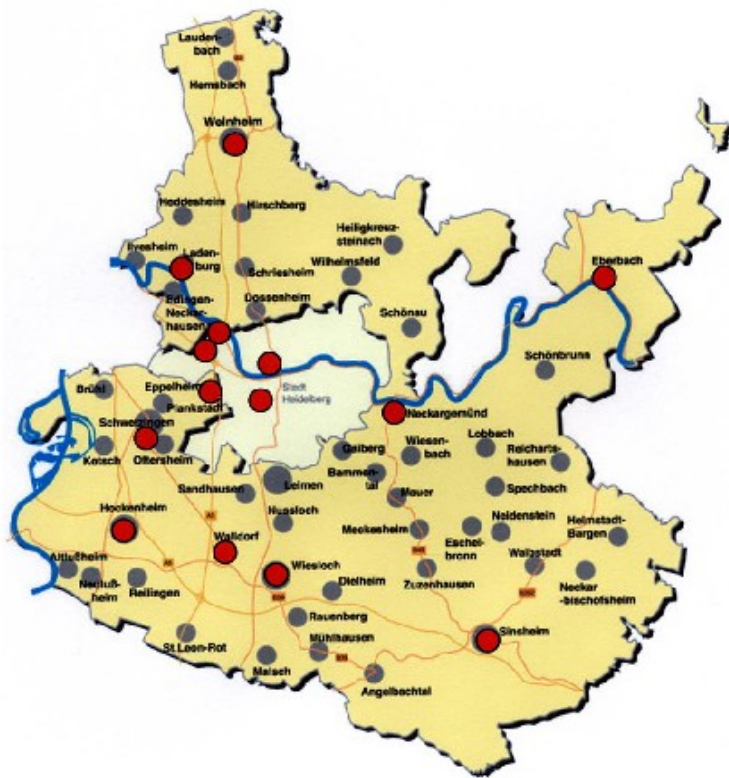 Lauden-
bach
Hemsbach
Weinheim
Heddesheim
Hirschberg
Heiligkreuz-
steinach
Ilvesheim
Laden-
burg
Schriesheim
Wilhelmsfeld
Eberbach
Edingen-
Neckar-
hausen
Dossenheim
Schönau
Schönbrunn
Brühl
Eppelheim
Plankstadt
Stadt
Heidelberg
Schwetzingen
Neckargemünd
Ketsch
Oftersheim
Gaiberg
Wiesen-
bach
Lobbach
Reicharts-
hausen
Bammen-
tal
Sandhausen
Leimen
Mauer
Spechbach
Hockenheim
Nussloch
Meckesheim
Eschel-
bronn
Neidenstein
Helmstadt-
Bargen
Walldorf
Altlußheim
Neuluß-
heim
Reilingen
Wiesloch
Dielheim
Zuzenhausen
Waibstadt
Neckar
-bischofsheim
Rauenberg
St.Leon-Rot
Mühlhausen
Sinsheim
Malsch
Angelbachtal